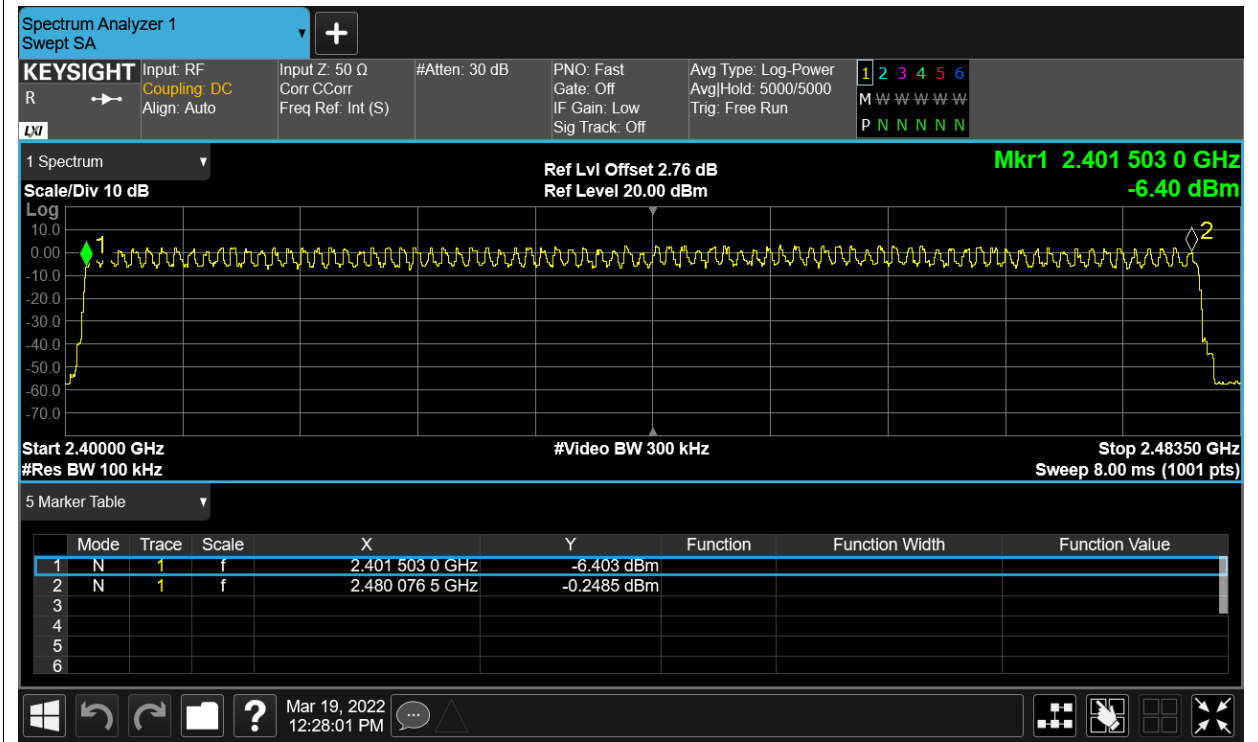 Spectrum Analyzer 1
Swept SA
+
KEYSIGHT
R
LXI
Input: RF
Coupling: DC
Align: Auto
Input Z: 50 Ω
Corr CCorr
Freq Ref: Int (S)
#Atten: 30 dB
PNO: Fast
Gate: Off
IF Gain: Low
Sig Track: Off
Avg Type: Log-Power
Avg|Hold: 5000/5000
Trig: Free Run
1 2 3 4 5 6
M W W W W W
P N N N N N
1 Spectrum
Scale/Div 10 dB
Ref Lvl Offset 2.76 dB
Ref Level 20.00 dBm
Mkr1 2.401 503 0 GHz
-6.40 dBm
Log
10.0
0.00
-10.0
-20.0
-30.0
-40.0
-50.0
-60.0
-70.0
1
2
Start 2.40000 GHz
#Video BW 300 kHz
Stop 2.48350 GHz
#Res BW 100 kHz
Sweep 8.00 ms (1001 pts)
5 Marker Table
Mode Trace Scale X Y Function Function Width Function Value
1 N 1 f 2.401 503 0 GHz -6.403 dBm
2 N 1 f 2.480 076 5 GHz -0.2485 dBm
3
4
5
6
?
Mar 19, 2022
12:28:01 PM